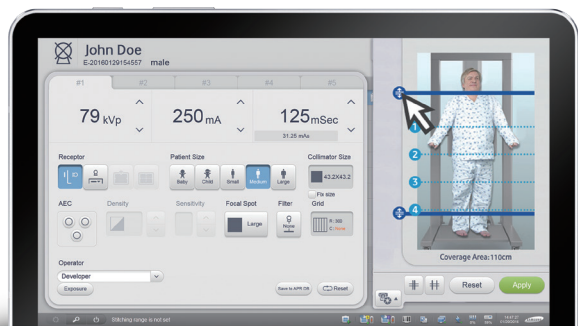 John Doe
E-20160129154557 male
#1 #2 #3 #4 #5
79 kVp
250 mA
125 mSec
31.25 mAs
Receptor
Patient Size
Collimator Size
Baby
Child
Small
Medium
Large
43.2X43.2
Fix size
AEC
Density
Sensitivity
Focal Spot
Filter
Grid
Large
None
Operator
Developer
Exposure
Save to APR DB
Reset
Stitching range is not set
1
2
3
4
Coverage Area:110cm
Reset
Apply
SAMSUNG